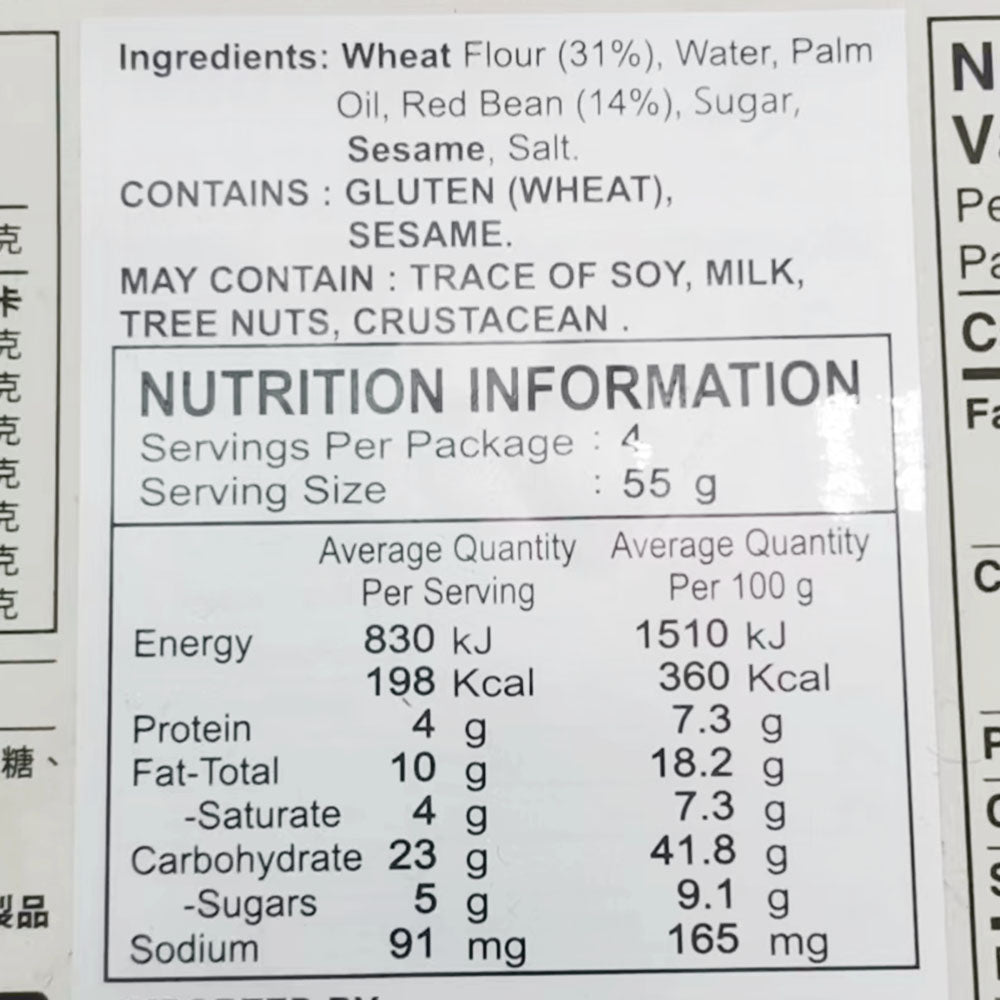 Ingredients: Wheat Flour (31%), Water, Palm
Oil, Red Bean (14%), Sugar,
Sesame, Salt.
CONTAINS : GLUTEN (WHEAT),
SESAME.
MAY CONTAIN : TRACE OF SOY, MILK,
TREE NUTS, CRUSTACEAN .
NUTRITION INFORMATION
Servings Per Package : 4
Serving Size : 55 g
Average Quantity Average Quantity
Per Serving Per 100 g
Energy 830 kJ 1510 kJ
198 Kcal 360 Kcal
Protein 4 g 7.3 g
Fat-Total 10 g 18.2 g
-Saturate 4 g 7.3 g
Carbohydrate 23 g 41.8 g
-Sugars 5 g 9.1 g
Sodium 91 mg 165 mg
克
卡
克
克
克
克
克
克
克
糖、
製品